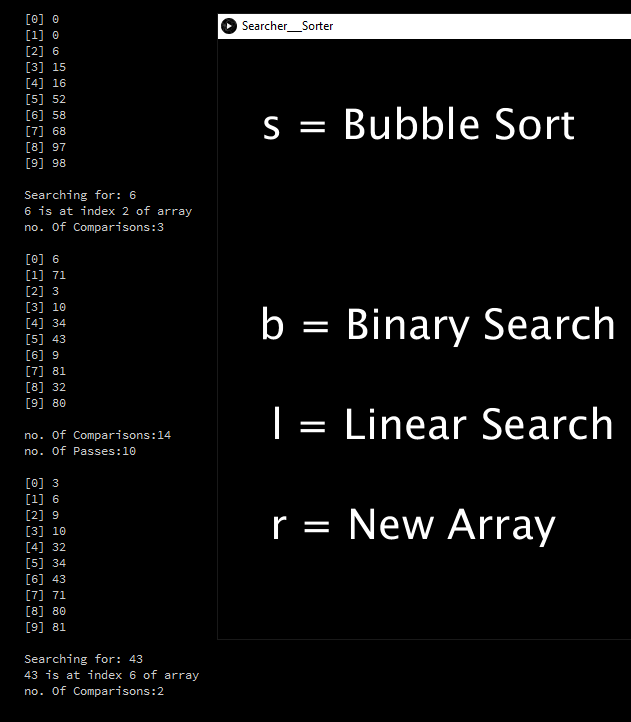 [0] 0
[1] 0
[2] 6
[3] 15
[4] 16
[5] 52
[6] 58
[7] 68
[8] 97
[9] 98
Searching for: 6
6 is at index 2 of array
no. Of Comparisons:3
[0] 6
[1] 71
[2] 3
[3] 10
[4] 34
[5] 43
[6] 9
[7] 81
[8] 32
[9] 80
no. Of Comparisons:14
no. Of Passes:10
[0] 3
[1] 6
[2] 9
[3] 10
[4] 32
[5] 34
[6] 43
[7] 71
[8] 80
[9] 81
Searching for: 43
43 is at index 6 of array
no. Of Comparisons:2
Searcher__Sorter
s = Bubble Sort
b = Binary Search
l = Linear Search
r = New Array